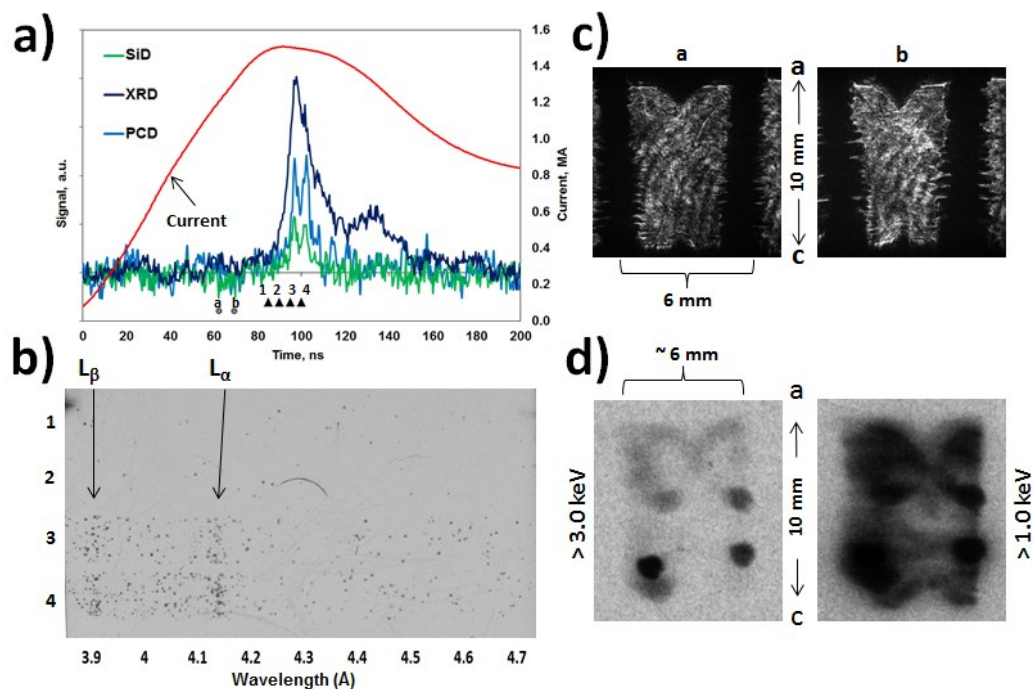 a)
SiD
XRD
PCD
Current
Signal, a.u.
Current, MA
1.6
1.4
1.2
1.0
0.8
0.6
0.4
0.2
0.0
1 2 3 4
a b
0 20 40 60 80 100 120 140 160 180 200
Time, ns
b)
Lβ Lα
1
2
3
4
3.9 4 4.1 4.2 4.3 4.4 4.5 4.6 4.7
Wavelength (Å)
c)
a b
a
10 mm
c
6 mm
d)
~ 6 mm
a
> 3.0 keV
10 mm
> 1.0 keV
c